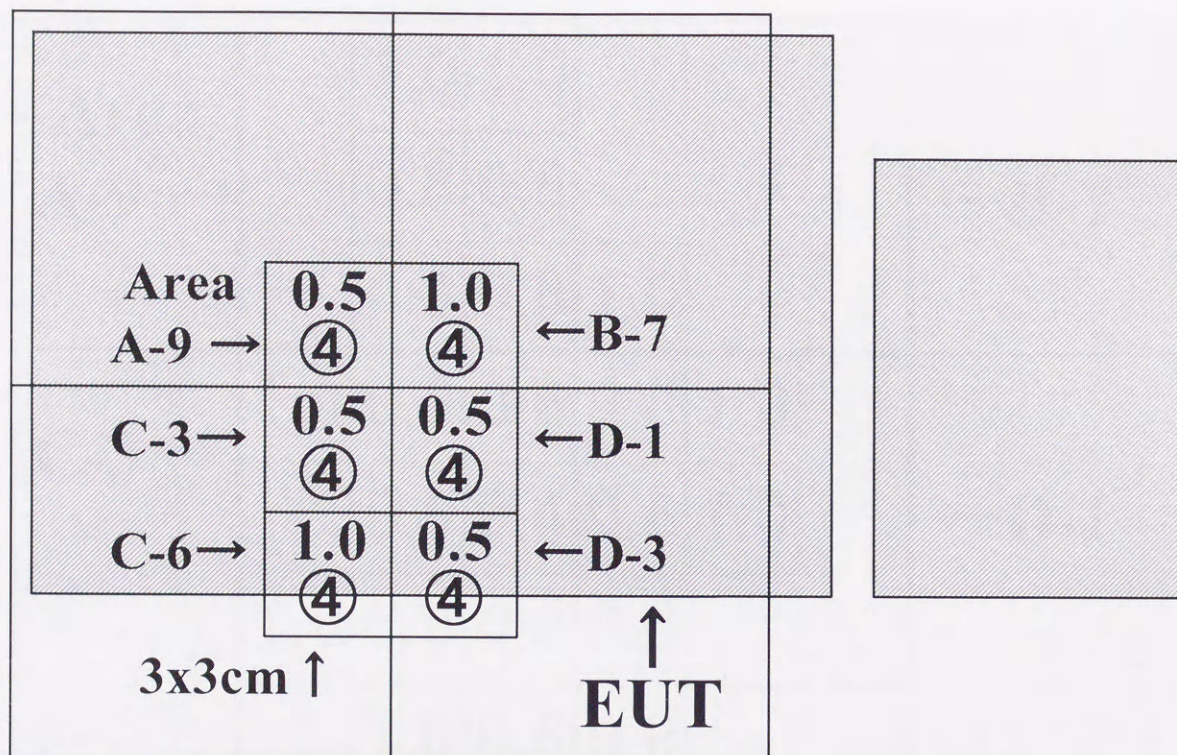 Area
0.5 1.0
A-9 → ④ ④ ←B-7
0.5 0.5
C-3→ ④ ④ ←D-1
1.0 0.5
C-6→ ④ ④ ←D-3
3x3cm ↑ ↑
EUT